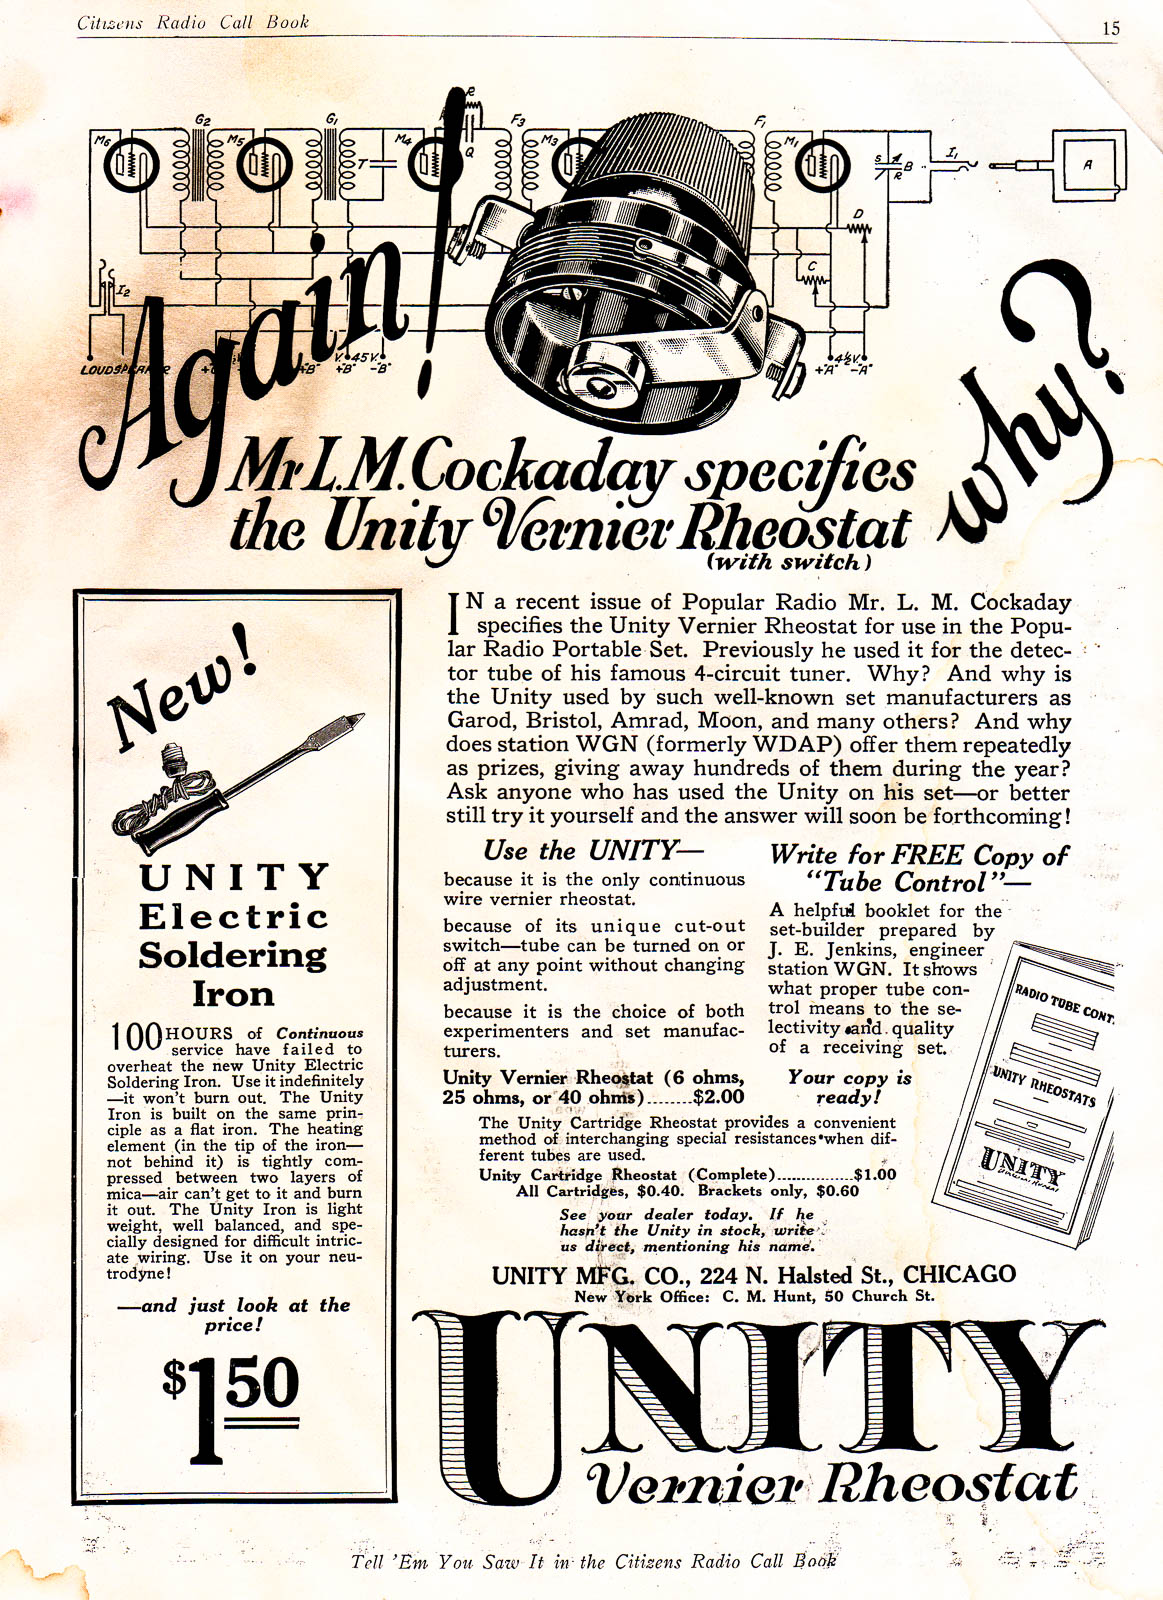 Citizens Radio Call Book
15
M6
G2
M5
G1
T
M4
R
Q
F3
M3
F1
M1
S
B
R
I1
A
D
C
I2
LOUDSPEAKER
+B"
V.
+B"
45V.
-B"
4½V.
+"A"
-"A"
Again!
why?
Mr L. M. Cockaday specifies
the Unity Vernier Rheostat
(with switch)
New!
UNITY
Electric
Soldering
Iron
100 HOURS of Continuous
service have failed to
overheat the new Unity Electric
Soldering Iron. Use it indefinitely
—it won't burn out. The Unity
Iron is built on the same prin-
ciple as a flat iron. The heating
element (in the tip of the iron—
not behind it) is tightly com-
pressed between two layers of
mica—air can't get to it and burn
it out. The Unity Iron is light
weight, well balanced, and spe-
cially designed for difficult intric-
ate wiring. Use it on your neu-
trodyne!
—and just look at the
price!
$1.50
IN a recent issue of Popular Radio Mr. L. M. Cockaday
specifies the Unity Vernier Rheostat for use in the Popu-
lar Radio Portable Set. Previously he used it for the detec-
tor tube of his famous 4-circuit tuner. Why? And why is
the Unity used by such well-known set manufacturers as
Garod, Bristol, Amrad, Moon, and many others? And why
does station WGN (formerly WDAP) offer them repeatedly
as prizes, giving away hundreds of them during the year?
Ask anyone who has used the Unity on his set—or better
still try it yourself and the answer will soon be forthcoming!
Use the UNITY—
because it is the only continuous
wire vernier rheostat.
because of its unique cut-out
switch—tube can be turned on or
off at any point without changing
adjustment.
because it is the choice of both
experimenters and set manufac-
turers.
Unity Vernier Rheostat (6 ohms,
25 ohms, or 40 ohms)........$2.00
Write for FREE Copy of
"Tube Control"—
A helpful booklet for the
set-builder prepared by
J. E. Jenkins, engineer
station WGN. It shows
what proper tube con-
trol means to the se-
lectivity and quality
of a receiving set.
Your copy is
ready!
RADIO TUBE CONT.
UNITY RHEOSTATS
UNITY
The Unity Cartridge Rheostat provides a convenient
method of interchanging special resistances when dif-
ferent tubes are used.
Unity Cartridge Rheostat (Complete)................$1.00
All Cartridges, $0.40. Brackets only, $0.60
See your dealer today. If he
hasn't the Unity in stock, write
us direct, mentioning his name.
UNITY MFG. CO., 224 N. Halsted St., CHICAGO
New York Office: C. M. Hunt, 50 Church St.
UNITY
Vernier Rheostat
Tell 'Em You Saw It in the Citizens Radio Call Book